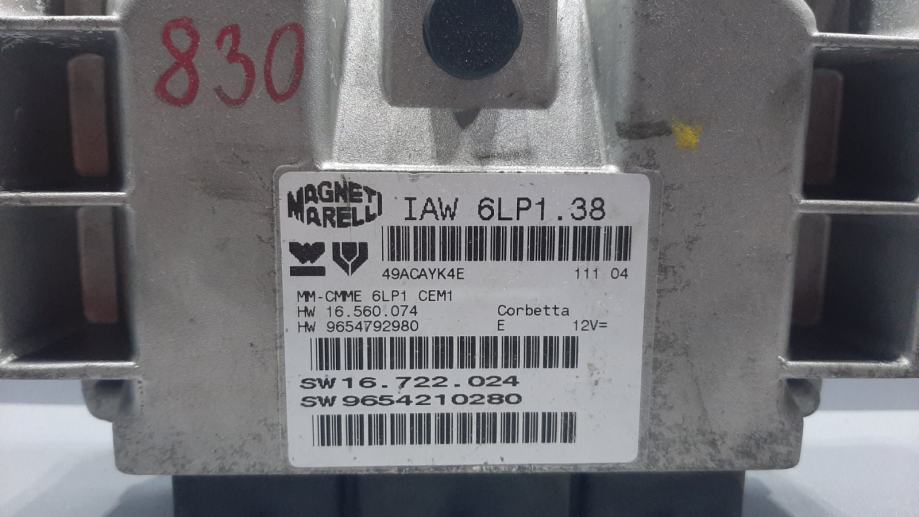 830
MAGNETI MARELLI
IAW 6LP1.38
49ACAYK4E 111 04
MM-CMME 6LP1 CEM1
HW 16.560.074 Corbetta
HW 9654792980 E 12V=
SW 16.722.024
SW 9654210280